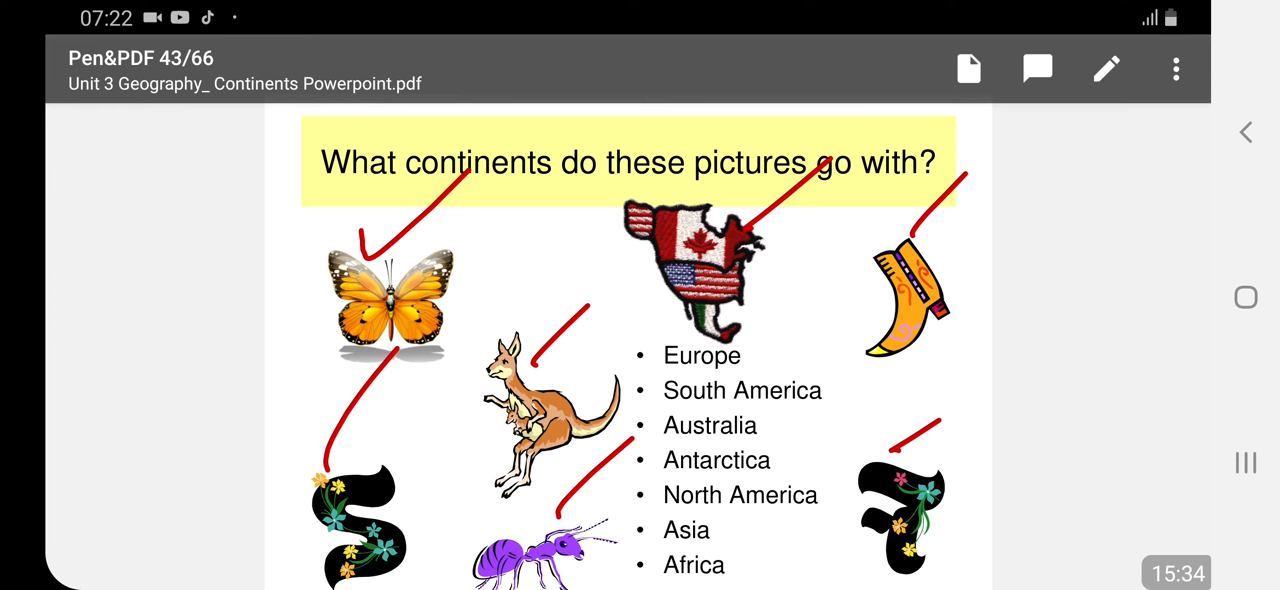 07:22
Pen&PDF 43/66
Unit 3 Geography_ Continents Powerpoint.pdf
What continents do these pictures go with?
• Europe
• South America
• Australia
• Antarctica
• North America
• Asia
• Africa
S
F
15:34